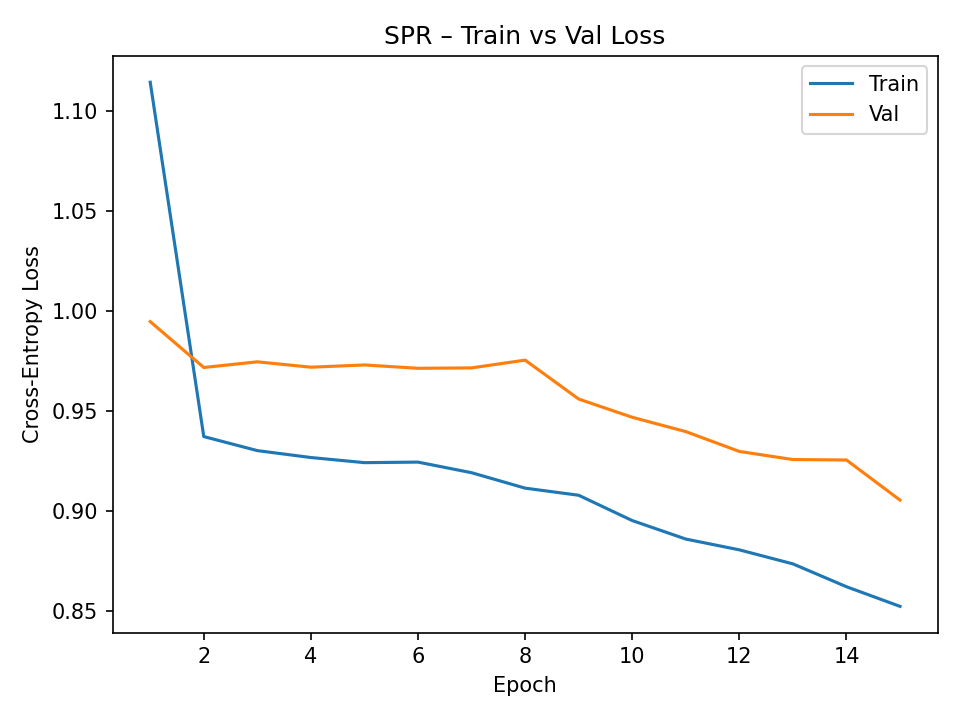 SPR – Train vs Val Loss
Train
Val
Cross-Entropy Loss
1.10
1.05
1.00
0.95
0.90
0.85
2 4 6 8 10 12 14
Epoch